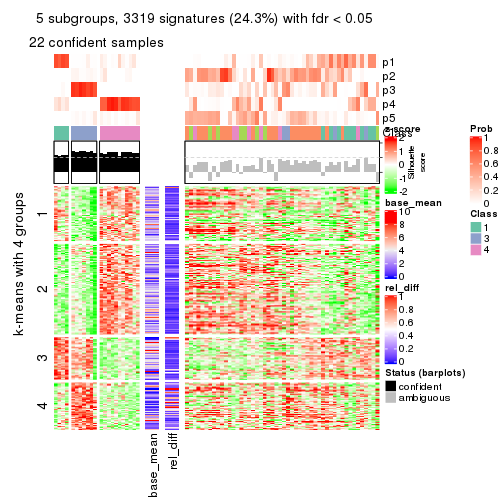 5 subgroups, 3319 signatures (24.3%) with fdr < 0.05
22 confident samples
p1
p2
p3
p4
p5
Class
z-score
2
1
0
-1
-2
Silhouette
score
base_mean
10
8
6
4
2
0
rel_diff
1
0.8
0.6
0.4
0.2
0
Status (barplots)
confident
ambiguous
Prob
1
0.8
0.6
0.4
0.2
0
Class
1
3
4
k-means with 4 groups
1
2
3
4
base_mean
rel_diff